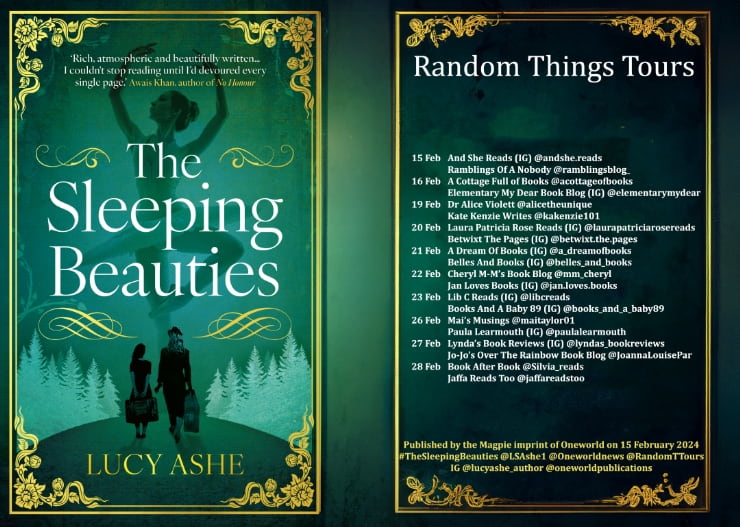 'Rich, atmospheric and beautifully written...
I couldn't stop reading until I'd devoured every
single page.' Awais Khan, author of No Honour
The
Sleeping
Beauties
LUCY ASHE
Random Things Tours
15 Feb And She Reads (IG) @andshe.reads
Ramblings Of A Nobody @ramblingsblog_
16 Feb A Cottage Full of Books @acottageofbooks
Elementary My Dear Book Blog (IG) @elementarymydear
19 Feb Dr Alice Violett @alicetheunique
Kate Kenzie Writes @kakenzie101
20 Feb Laura Patricia Rose Reads (IG) @laurapatriciarosereads
Betwixt The Pages (IG) @betwixt.the.pages
21 Feb A Dream Of Books (IG) @a_dreamofbooks
Belles And Books (IG) @belles_and_books
22 Feb Cheryl M-M's Book Blog @mm_cheryl
Jan Loves Books (IG) @jan.loves.books
23 Feb Lib C Reads (IG) @libcreads
Books And A Baby 89 (IG) @books_and_a_baby89
26 Feb Mai's Musings @maitaylor01
Paula Learmouth (IG) @paulalearmouth
27 Feb Lynda's Book Reviews (IG) @lyndas_bookreviews
Jo-Jo's Over The Rainbow Book Blog @JoannaLouisePar
28 Feb Book After Book @Silvia_reads
Jaffa Reads Too @jaffareadstoo
Published by the Magpie imprint of Oneworld on 15 February 2024
#TheSleepingBeauties @LSAshe1 @Oneworldnews @RandomTTours
IG @lucyashe_author @oneworldpublications